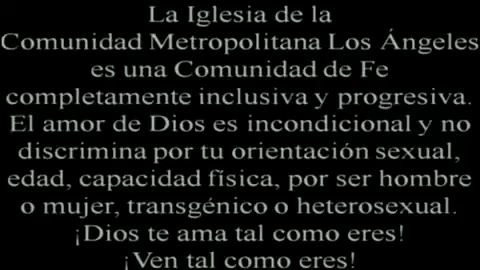 La Iglesia de la
Comunidad Metropolitana Los Ángeles
es una Comunidad de Fe
completamente inclusiva y progresiva.
El amor de Dios es incondicional y no
discrimina por tu orientación sexual,
edad, capacidad física, por ser hombre
o mujer, transgénico o heterosexual.
¡Dios te ama tal como eres!
¡Ven tal como eres!